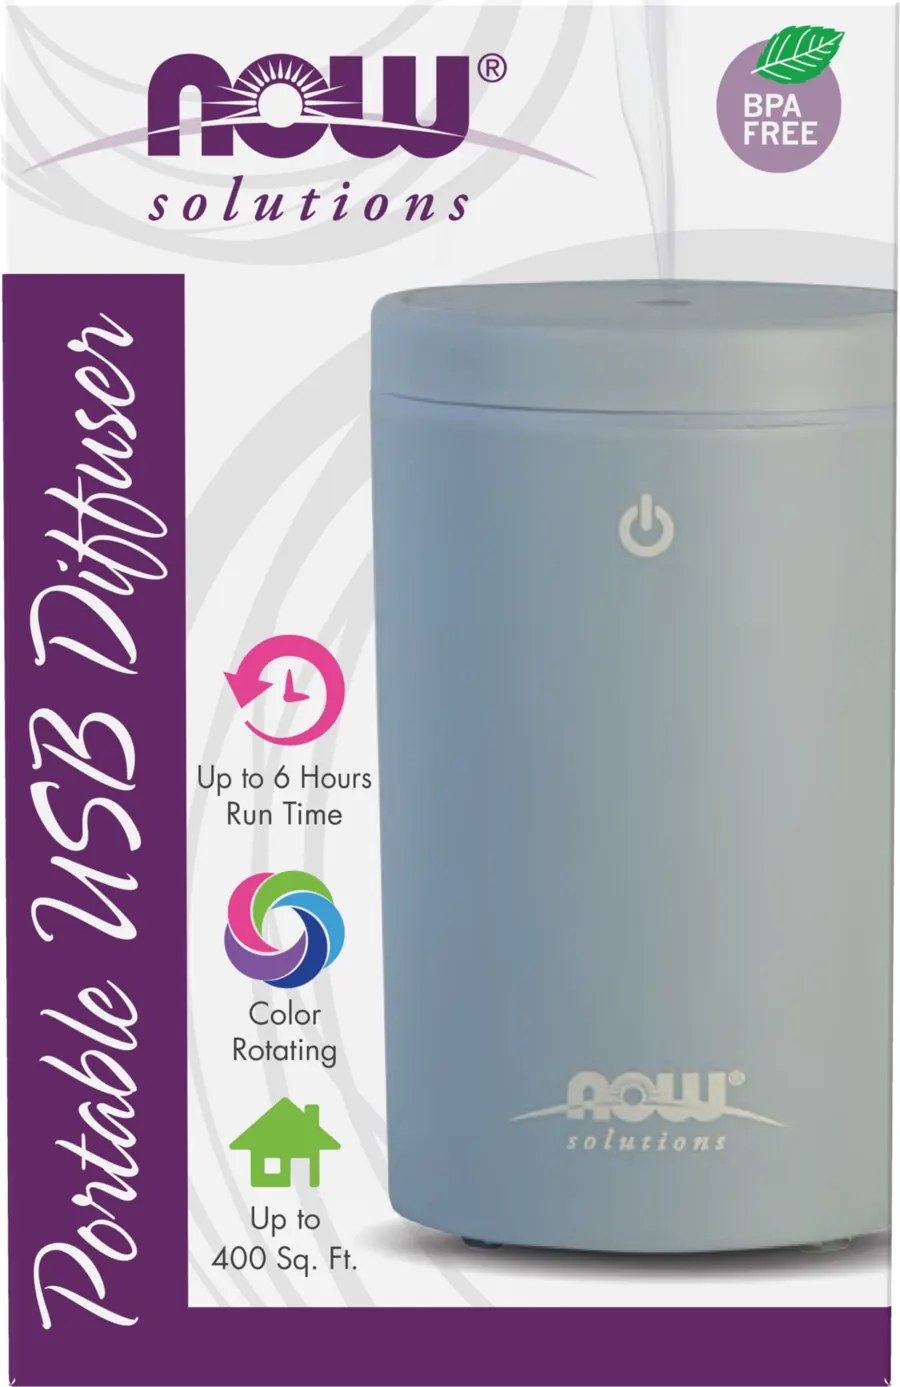 NOW®
solutions
BPA
FREE
Portable USB Diffuser
Up to 6 Hours
Run Time
Color
Rotating
Up to
400 Sq. Ft.
NOW®
solutions